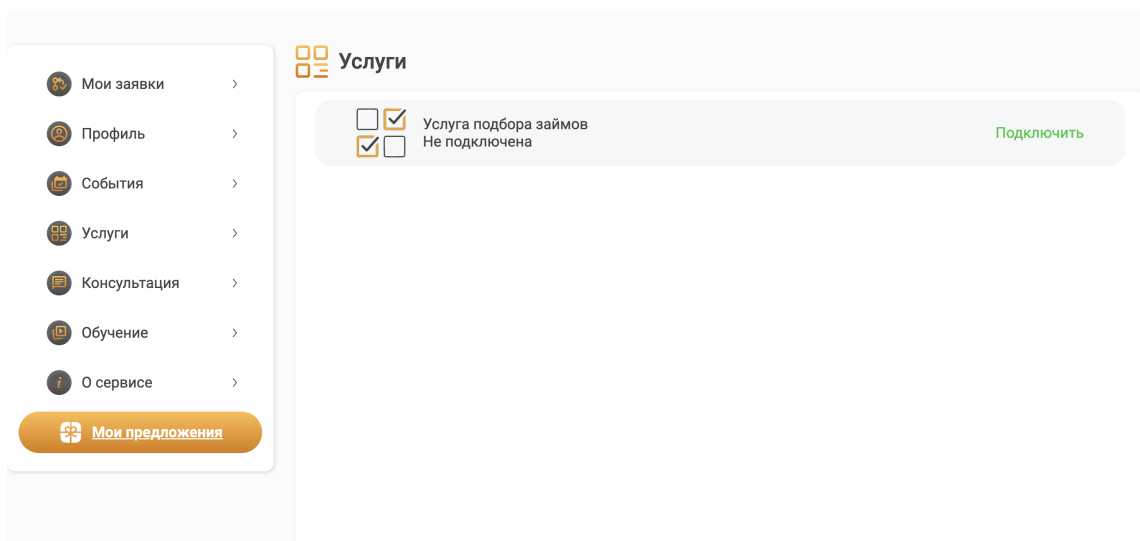 Мои заявки
Профиль
События
Услуги
Консультация
Обучение
О сервисе
Мои предложения
Услуги
Услуга подбора займов
Не подключена
Подключить